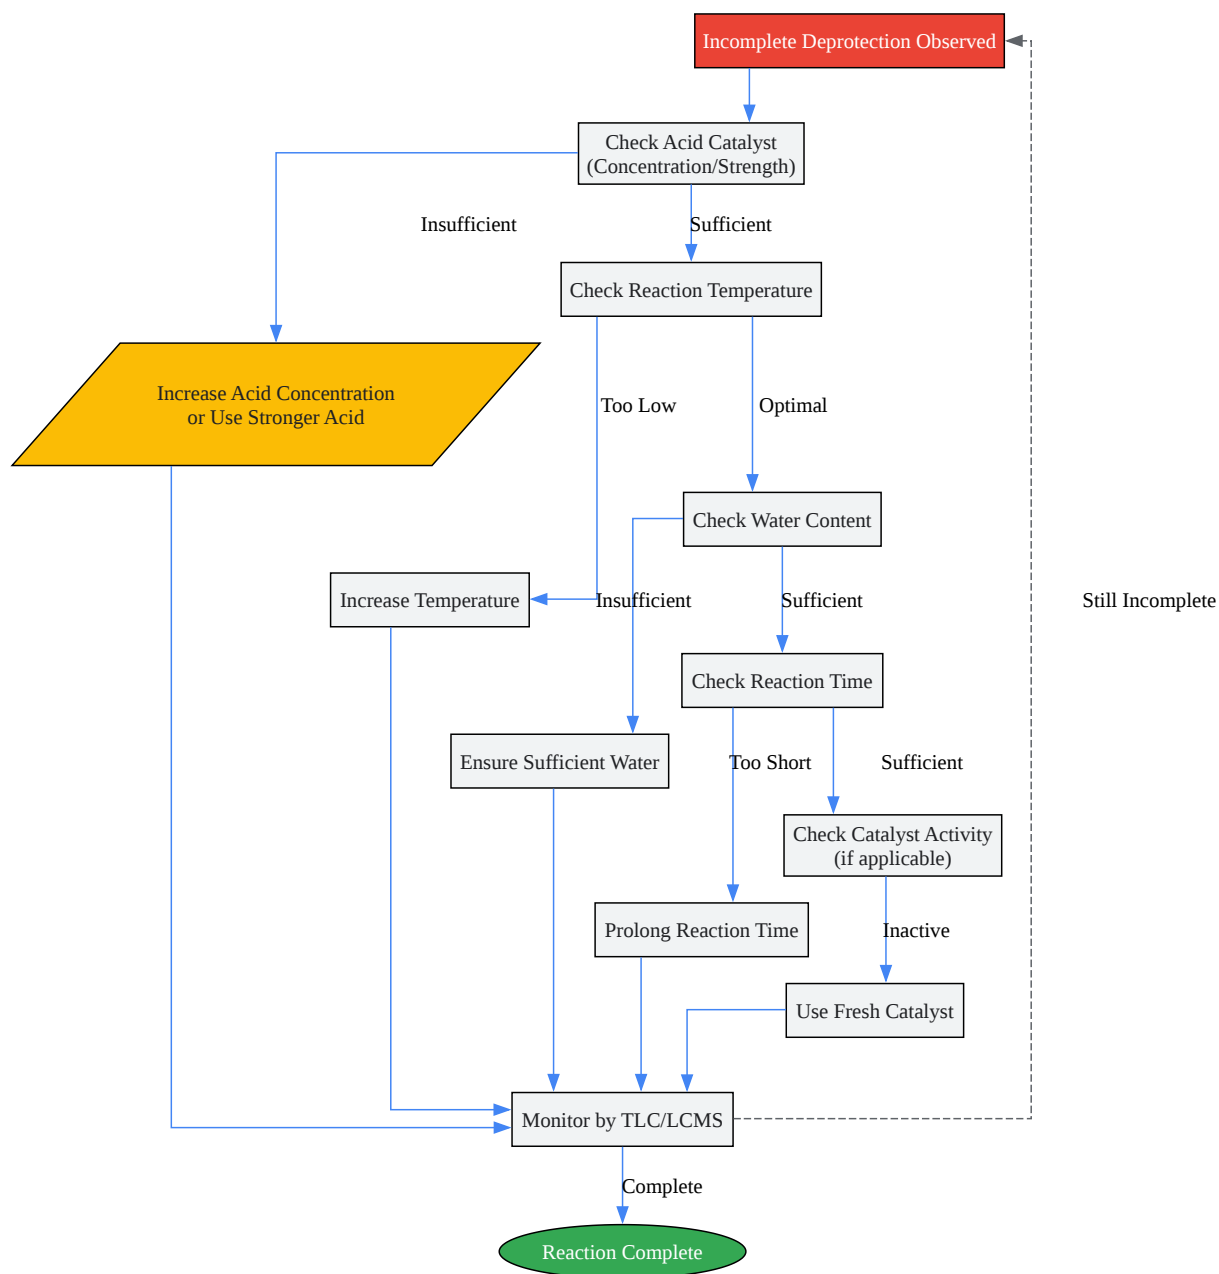 Incomplete Deprotection Observed
Check Acid Catalyst
(Concentration/Strength)
Insufficient
Sufficient
Check Reaction Temperature
Increase Acid Concentration
or Use Stronger Acid
Too Low
Optimal
Check Water Content
Increase Temperature
Insufficient
Sufficient
Still Incomplete
Check Reaction Time
Ensure Sufficient Water
Too Short
Sufficient
Check Catalyst Activity
(if applicable)
Prolong Reaction Time
Inactive
Use Fresh Catalyst
Monitor by TLC/LCMS
Complete
Reaction Complete